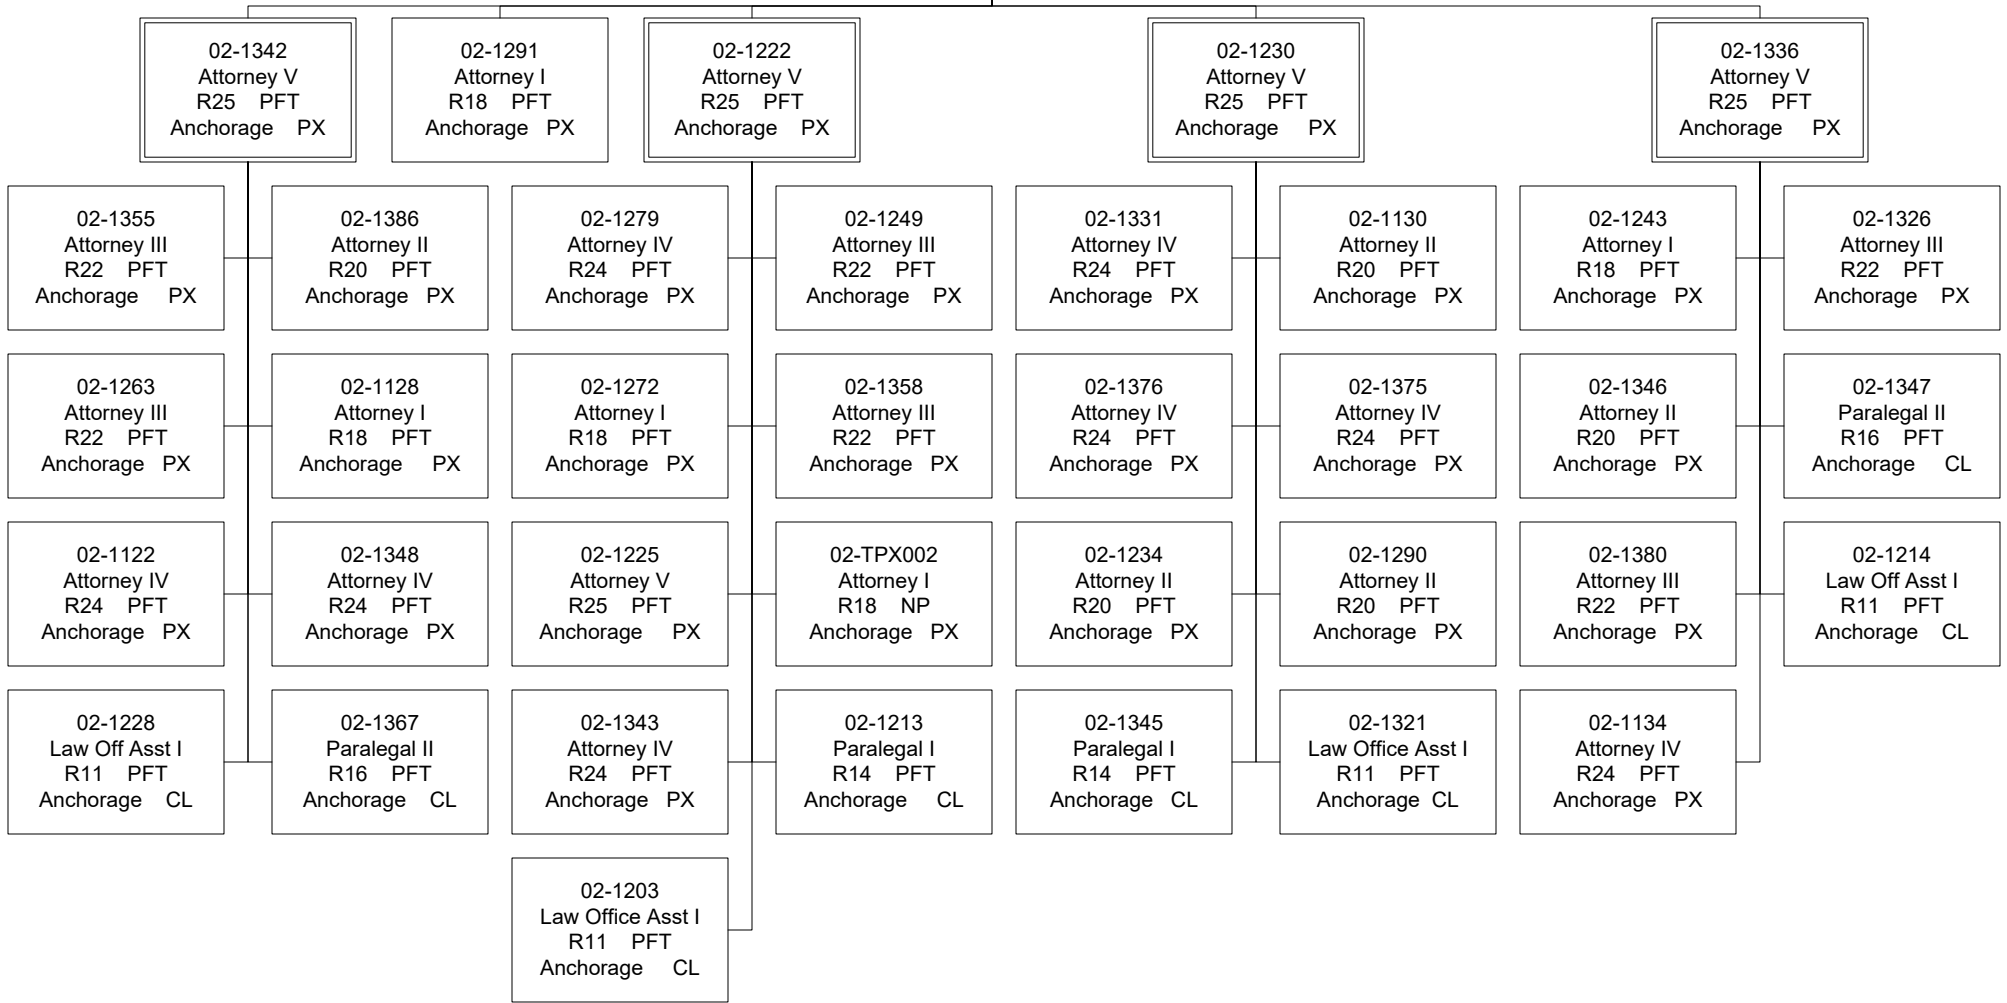 02-1342
Attorney V
R25 PFT
Anchorage PX
02-1291
Attorney I
R18 PFT
Anchorage PX
02-1222
Attorney V
R25 PFT
Anchorage PX
02-1230
Attorney V
R25 PFT
Anchorage PX
02-1336
Attorney V
R25 PFT
Anchorage PX
02-1355
Attorney III
R22 PFT
Anchorage PX
02-1386
Attorney II
R20 PFT
Anchorage PX
02-1279
Attorney IV
R24 PFT
Anchorage PX
02-1249
Attorney III
R22 PFT
Anchorage PX
02-1331
Attorney IV
R24 PFT
Anchorage PX
02-1130
Attorney II
R20 PFT
Anchorage PX
02-1243
Attorney I
R18 PFT
Anchorage PX
02-1326
Attorney III
R22 PFT
Anchorage PX
02-1263
Attorney III
R22 PFT
Anchorage PX
02-1128
Attorney I
R18 PFT
Anchorage PX
02-1272
Attorney I
R18 PFT
Anchorage PX
02-1358
Attorney III
R22 PFT
Anchorage PX
02-1376
Attorney IV
R24 PFT
Anchorage PX
02-1375
Attorney IV
R24 PFT
Anchorage PX
02-1346
Attorney II
R20 PFT
Anchorage PX
02-1347
Paralegal II
R16 PFT
Anchorage CL
02-1122
Attorney IV
R24 PFT
Anchorage PX
02-1348
Attorney IV
R24 PFT
Anchorage PX
02-1225
Attorney V
R25 PFT
Anchorage PX
02-TPX002
Attorney I
R18 NP
Anchorage PX
02-1234
Attorney II
R20 PFT
Anchorage PX
02-1290
Attorney II
R20 PFT
Anchorage PX
02-1380
Attorney III
R22 PFT
Anchorage PX
02-1214
Law Off Asst I
R11 PFT
Anchorage CL
02-1228
Law Off Asst I
R11 PFT
Anchorage CL
02-1367
Paralegal II
R16 PFT
Anchorage CL
02-1343
Attorney IV
R24 PFT
Anchorage PX
02-1213
Paralegal I
R14 PFT
Anchorage CL
02-1345
Paralegal I
R14 PFT
Anchorage CL
02-1321
Law Office Asst I
R11 PFT
Anchorage CL
02-1134
Attorney IV
R24 PFT
Anchorage PX
02-1203
Law Office Asst I
R11 PFT
Anchorage CL